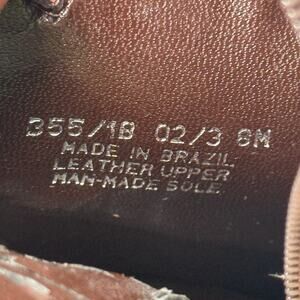 355/1B 02/3 8M
MADE IN BRAZIL
LEATHER UPPER
MAN-MADE SOLE